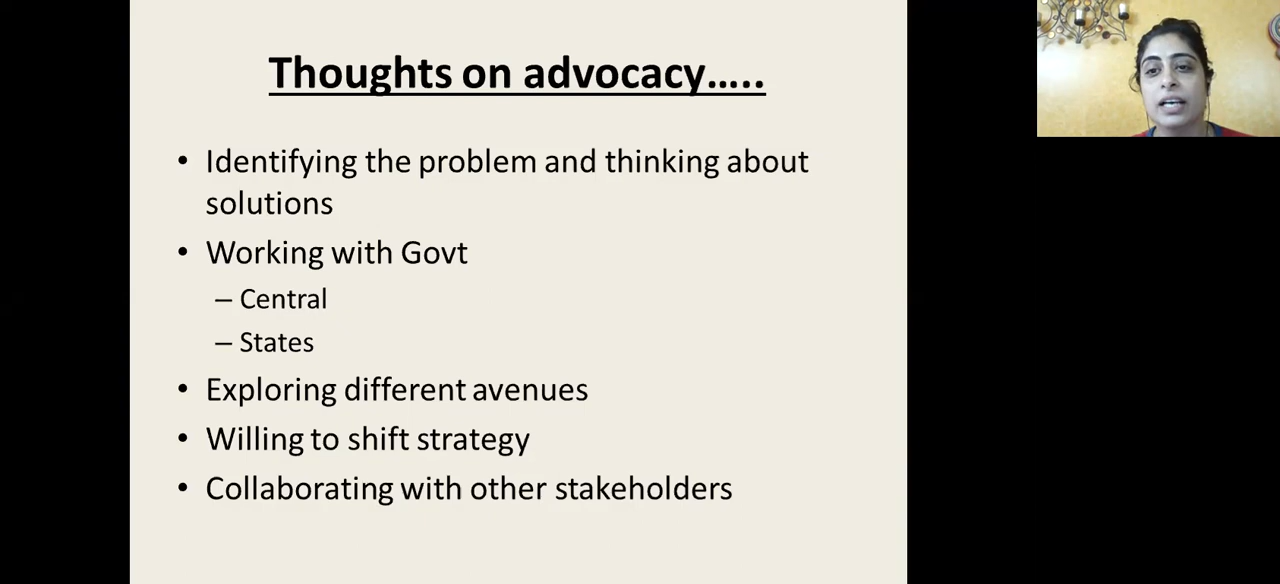 Thoughts on advocacy.....
• Identifying the problem and thinking about
solutions
• Working with Govt
– Central
– States
• Exploring different avenues
• Willing to shift strategy
• Collaborating with other stakeholders